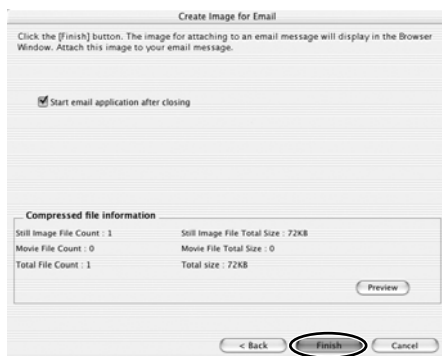 Create Image for Email
Click the [Finish] button. The image for attaching to an email message will display in the Browser
Window. Attach this image to your email message.
Start email application after closing
Compressed file information
Still Image File Count : 1 Still Image File Total Size : 72KB
Movie File Count : 0 Movie File Total Size : 0
Total File Count : 1 Total size : 72KB
Preview
< Back Finish Cancel